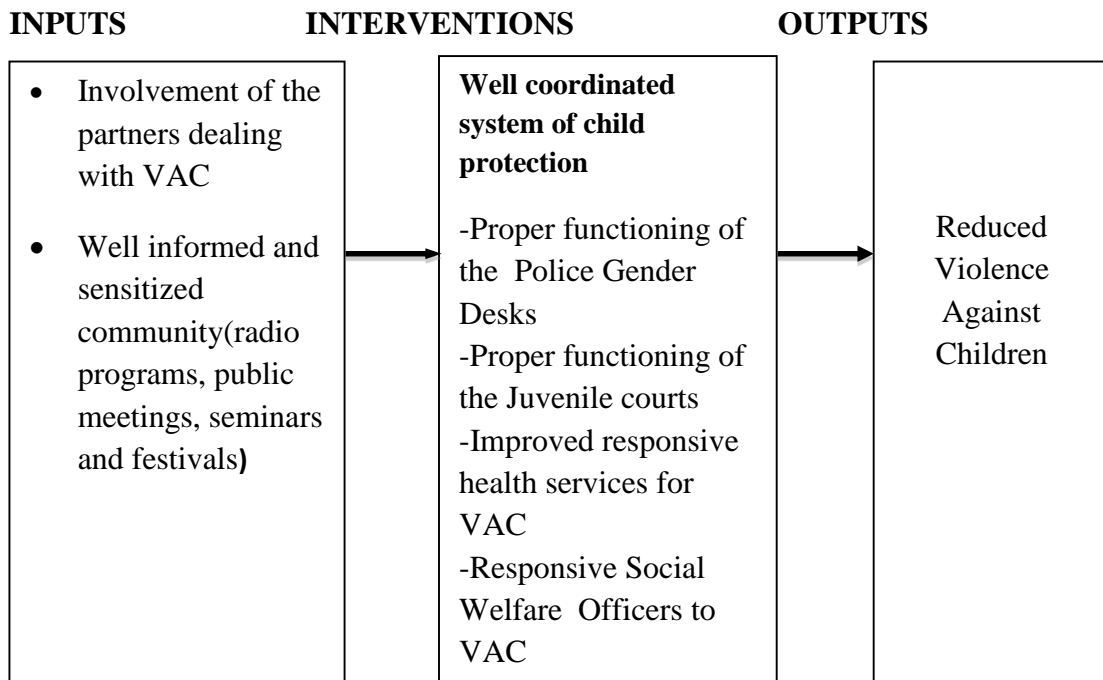 INPUTS INTERVENTIONS OUTPUTS
• Involvement of the
partners dealing
with VAC
• Well informed and
sensitized
community(radio
programs, public
meetings, seminars
and festivals)
Well coordinated
system of child
protection
-Proper functioning of
the Police Gender
Desks
-Proper functioning of
the Juvenile courts
-Improved responsive
health services for
VAC
-Responsive Social
Welfare Officers to
VAC
Reduced
Violence
Against
Children